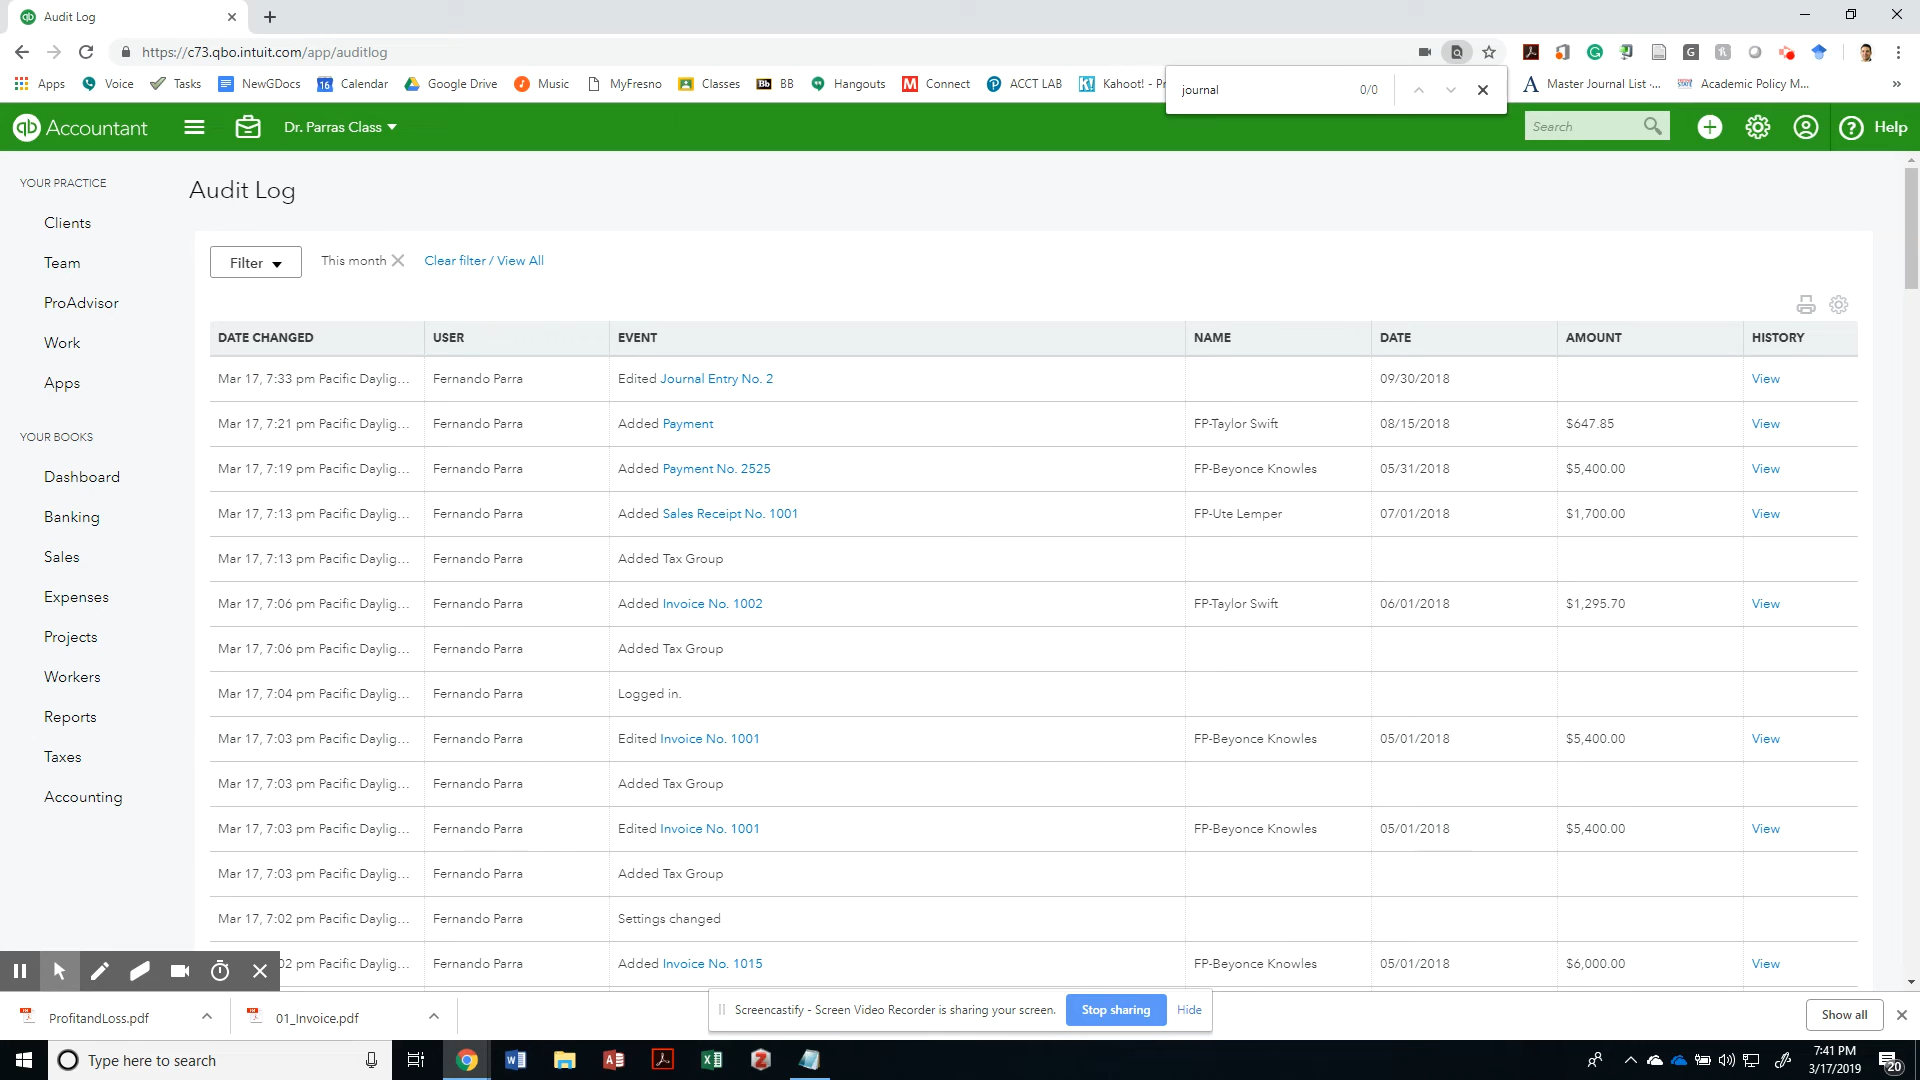 Audit Log
https://c73.qbo.intuit.com/app/auditlog
Apps Voice Tasks NewGDocs 16 Calendar Google Drive Music MyFresno Classes Bb BB Hangouts M Connect ACCT LAB K! Kahoot! - Pr Master Journal List -... Academic Policy M... »
journal 0/0
qb Accountant Dr. Parras Class Search Help
YOUR PRACTICE
Clients
Team
ProAdvisor
Work
Apps
YOUR BOOKS
Dashboard
Banking
Sales
Expenses
Projects
Workers
Reports
Taxes
Accounting
Audit Log
Filter This month Clear filter / View All
DATE CHANGED USER EVENT NAME DATE AMOUNT HISTORY
Mar 17, 7:33 pm Pacific Daylig... Fernando Parra Edited Journal Entry No. 2 09/30/2018 View
Mar 17, 7:21 pm Pacific Daylig... Fernando Parra Added Payment FP-Taylor Swift 08/15/2018 $647.85 View
Mar 17, 7:19 pm Pacific Daylig... Fernando Parra Added Payment No. 2525 FP-Beyonce Knowles 05/31/2018 $5,400.00 View
Mar 17, 7:13 pm Pacific Daylig... Fernando Parra Added Sales Receipt No. 1001 FP-Ute Lemper 07/01/2018 $1,700.00 View
Mar 17, 7:13 pm Pacific Daylig... Fernando Parra Added Tax Group
Mar 17, 7:06 pm Pacific Daylig... Fernando Parra Added Invoice No. 1002 FP-Taylor Swift 06/01/2018 $1,295.70 View
Mar 17, 7:06 pm Pacific Daylig... Fernando Parra Added Tax Group
Mar 17, 7:04 pm Pacific Daylig... Fernando Parra Logged in.
Mar 17, 7:03 pm Pacific Daylig... Fernando Parra Edited Invoice No. 1001 FP-Beyonce Knowles 05/01/2018 $5,400.00 View
Mar 17, 7:03 pm Pacific Daylig... Fernando Parra Added Tax Group
Mar 17, 7:03 pm Pacific Daylig... Fernando Parra Edited Invoice No. 1001 FP-Beyonce Knowles 05/01/2018 $5,400.00 View
Mar 17, 7:03 pm Pacific Daylig... Fernando Parra Added Tax Group
Mar 17, 7:02 pm Pacific Daylig... Fernando Parra Settings changed
02 pm Pacific Daylig... Fernando Parra Added Invoice No. 1015 FP-Beyonce Knowles 05/01/2018 $6,000.00 View
ProfitandLoss.pdf 01_Invoice.pdf Screencastify - Screen Video Recorder is sharing your screen. Stop sharing Hide Show all
Type here to search
7:41 PM
3/17/2019
20